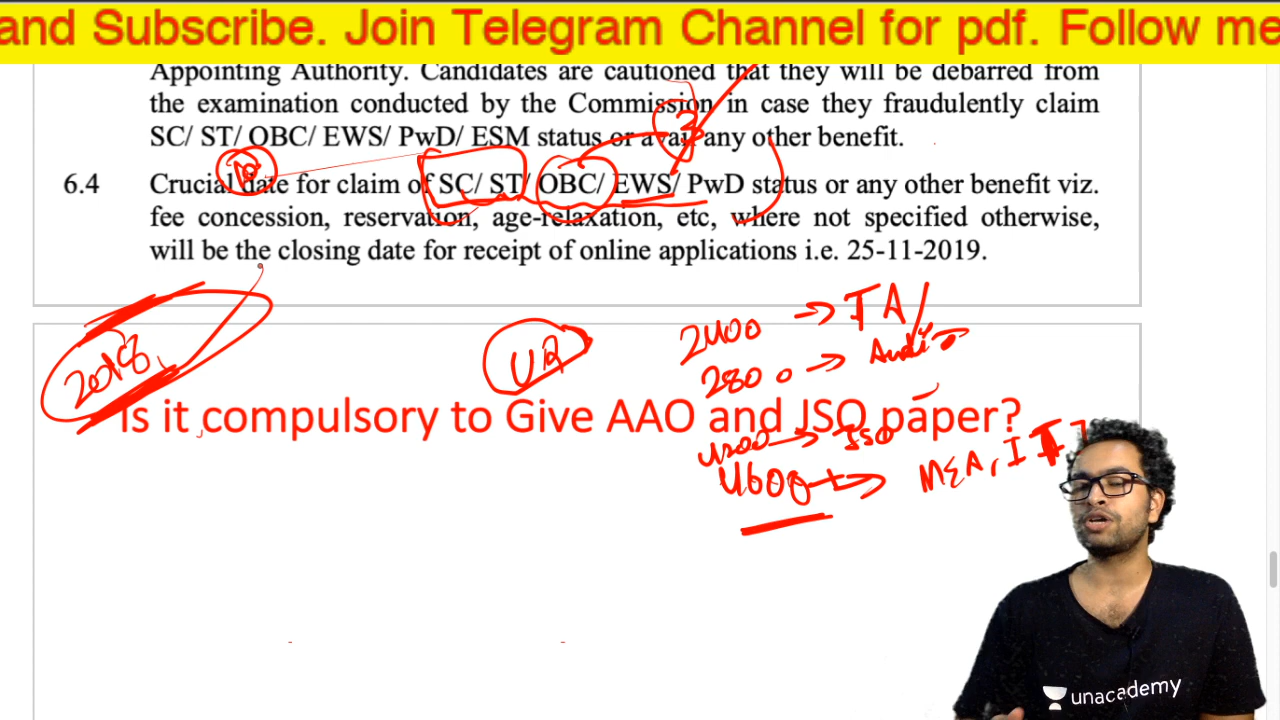 and Subscribe. Join Telegram Channel for pdf. Follow me
Appointing Authority. Candidates are cautioned that they will be debarred from
the examination conducted by the Commission in case they fraudulently claim
SC/ ST/ OBC/ EWS/ PwD/ ESM status or avail any other benefit.
3
10
6.4 Crucial date for claim of SC/ ST/ OBC/ EWS/ PwD status or any other benefit viz.
fee concession, reservation, age-relaxation, etc, where not specified otherwise,
will be the closing date for receipt of online applications i.e. 25-11-2019.
2018
UR
2400 → TA/
2800 → Audit
Is it compulsory to Give AAO and JSO paper?
4200 → JSO
4600 → MEA, IT
unacademy